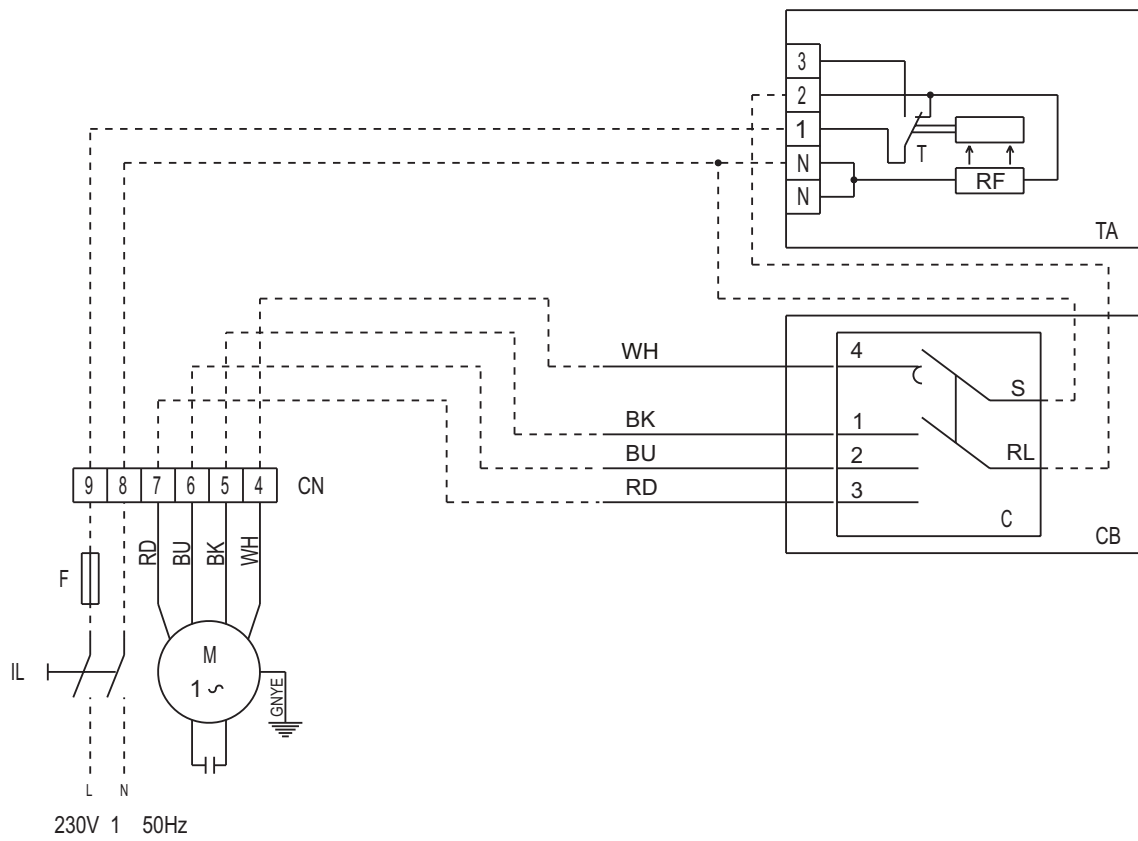 3
2
1
N
N
T
RF
TA
WH
BK
BU
RD
4
1
2
3
S
RL
C
CB
9 8 7 6 5 4 CN
RD BU BK WH
F
M
1 ~
GNYE
IL
L N
230V 1 50Hz